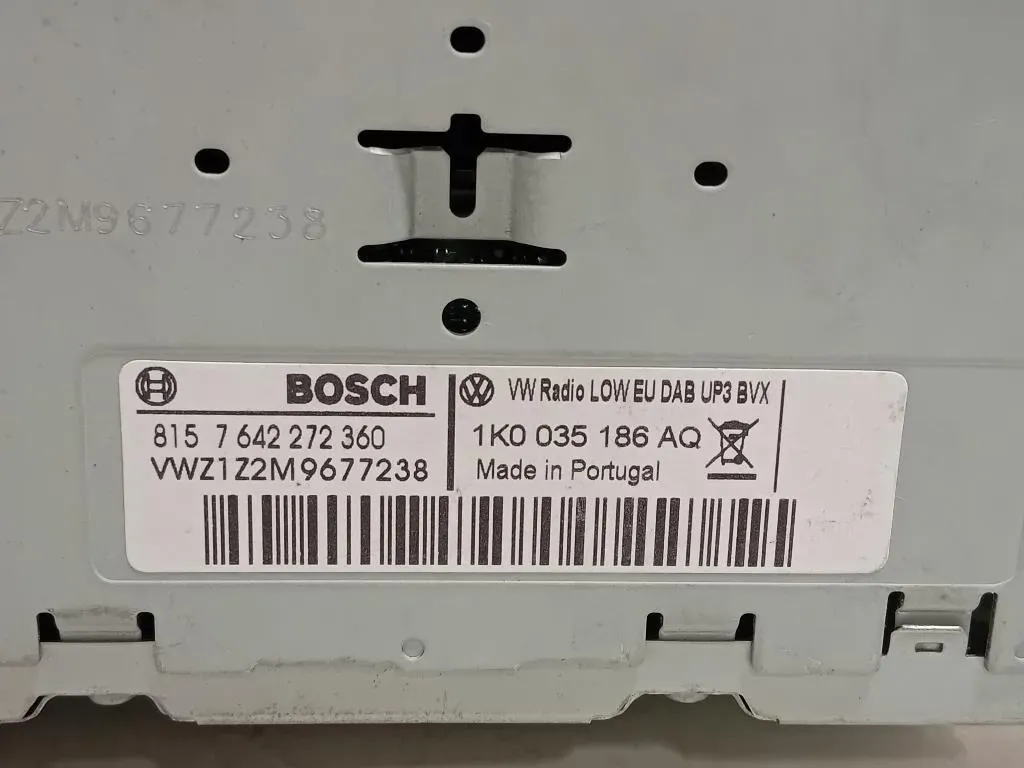 Z2M9677238
BOSCH
815 7 642 272 360
VWZ1Z2M9677238
VW Radio LOW EU DAB UP3 BVX
1K0 035 186 AQ
Made in Portugal